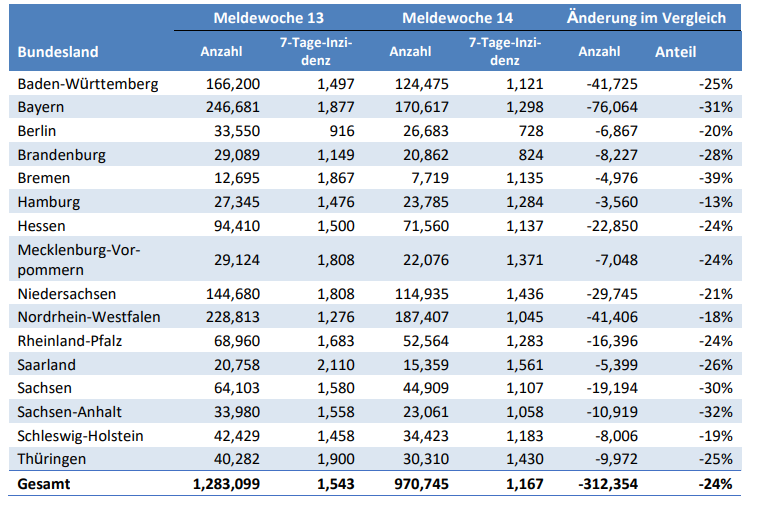 Meldewoche 13 Meldewoche 14 Änderung im Vergleich
Bundesland Anzahl 7-Tage-Inzi- Anzahl 7-Tage-Inzi- Anzahl Anteil
denz denz
Baden-Württemberg 166,200 1,497 124,475 1,121 -41,725 -25%
Bayern 246,681 1,877 170,617 1,298 -76,064 -31%
Berlin 33,550 916 26,683 728 -6,867 -20%
Brandenburg 29,089 1,149 20,862 824 -8,227 -28%
Bremen 12,695 1,867 7,719 1,135 -4,976 -39%
Hamburg 27,345 1,476 23,785 1,284 -3,560 -13%
Hessen 94,410 1,500 71,560 1,137 -22,850 -24%
Mecklenburg-Vor-
pommern 29,124 1,808 22,076 1,371 -7,048 -24%
Niedersachsen 144,680 1,808 114,935 1,436 -29,745 -21%
Nordrhein-Westfalen 228,813 1,276 187,407 1,045 -41,406 -18%
Rheinland-Pfalz 68,960 1,683 52,564 1,283 -16,396 -24%
Saarland 20,758 2,110 15,359 1,561 -5,399 -26%
Sachsen 64,103 1,580 44,909 1,107 -19,194 -30%
Sachsen-Anhalt 33,980 1,558 23,061 1,058 -10,919 -32%
Schleswig-Holstein 42,429 1,458 34,423 1,183 -8,006 -19%
Thüringen 40,282 1,900 30,310 1,430 -9,972 -25%
Gesamt 1,283,099 1,543 970,745 1,167 -312,354 -24%